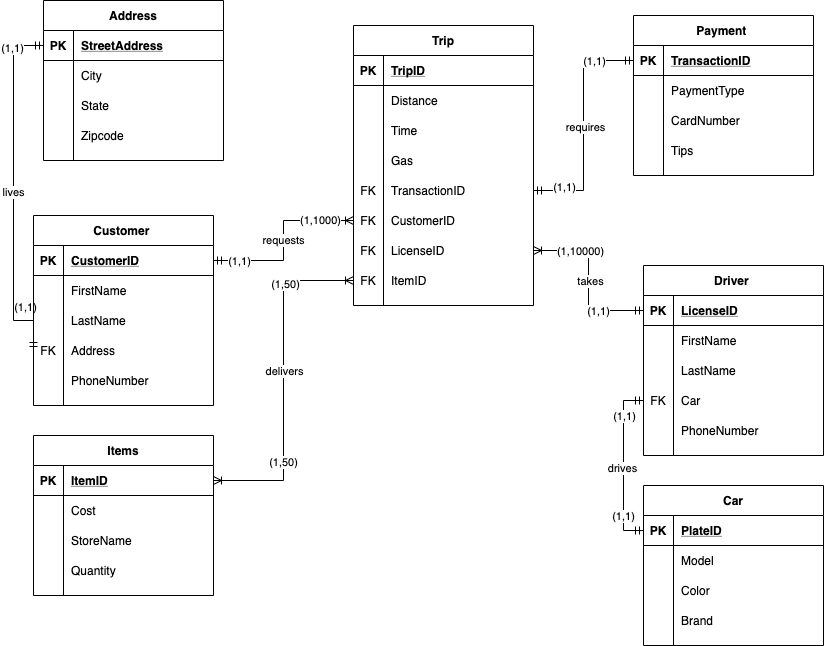 Address
PK StreetAddress
City
State
Zipcode
(1,1)
lives
(1,1)
Customer
PK CustomerID
FirstName
LastName
FK Address
PhoneNumber
(1,1)
requests
(1,1000)
Items
PK ItemID
Cost
StoreName
Quantity
(1,50)
delivers
(1,50)
Trip
PK TripID
Distance
Time
Gas
FK TransactionID
FK CustomerID
FK LicenseID
FK ItemID
(1,1)
requires
(1,1)
Payment
PK TransactionID
PaymentType
CardNumber
Tips
(1,10000)
takes
(1,1)
Driver
PK LicenseID
FirstName
LastName
FK Car
PhoneNumber
(1,1)
drives
(1,1)
Car
PK PlateID
Model
Color
Brand